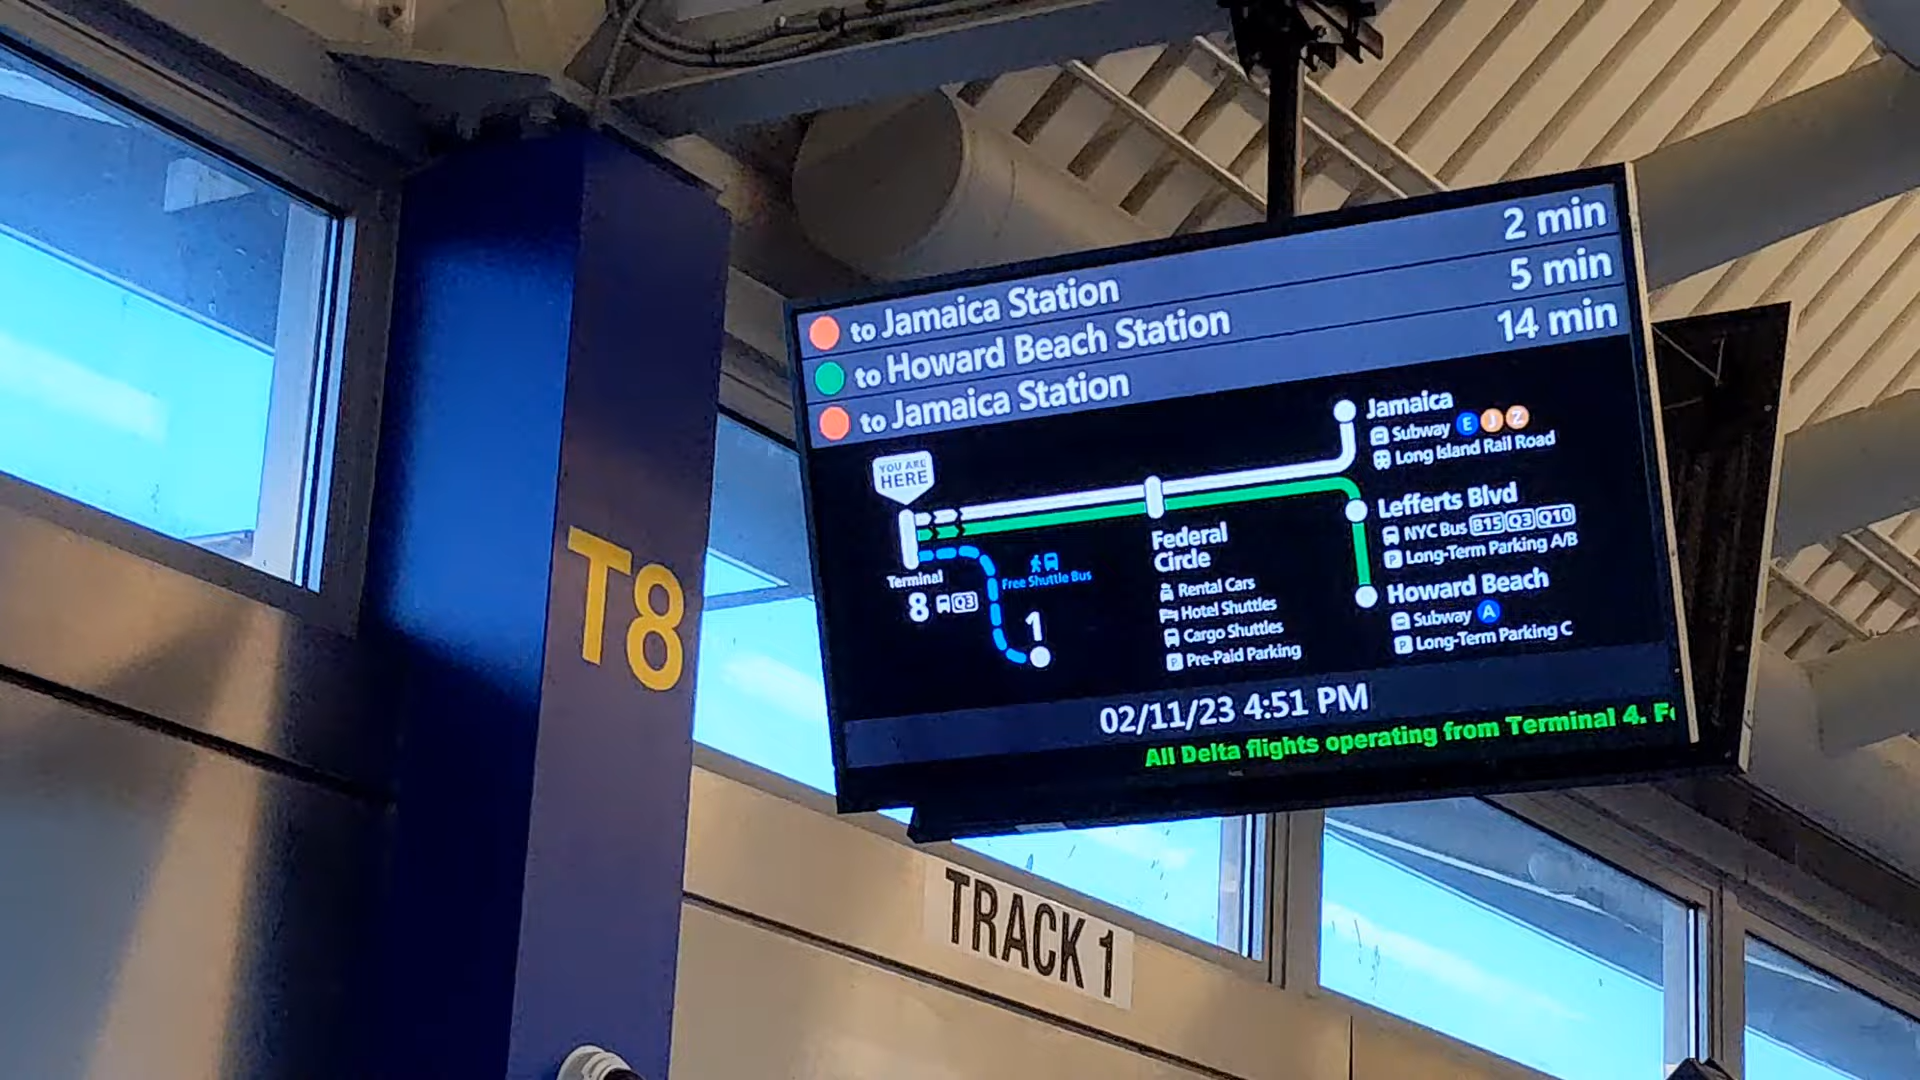 to Jamaica Station 2 min
to Howard Beach Station 5 min
to Jamaica Station 14 min
YOU ARE
HERE
Terminal
8 Q3
Free Shuttle Bus
1
Federal
Circle
Rental Cars
Hotel Shuttles
Cargo Shuttles
P Pre-Paid Parking
Jamaica
Subway E J Z
Long Island Rail Road
Lefferts Blvd
NYC Bus B15 Q3 Q10
P Long-Term Parking A/B
Howard Beach
Subway A
P Long-Term Parking C
02/11/23 4:51 PM
All Delta flights operating from Terminal 4. F
T8
TRACK 1